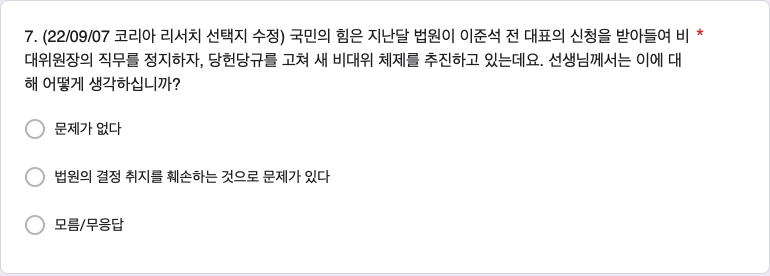 7. (22/09/07 코리아 리서치 선택지 수정) 국민의 힘은 지난달 법원이 이준석 전 대표의 신청을 받아들여 비 *
대위원장의 직무를 정지하자, 당헌당규를 고쳐 새 비대위 체제를 추진하고 있는데요. 선생님께서는 이에 대
해 어떻게 생각하십니까?
문제가 없다
법원의 결정 취지를 훼손하는 것으로 문제가 있다
모름/무응답